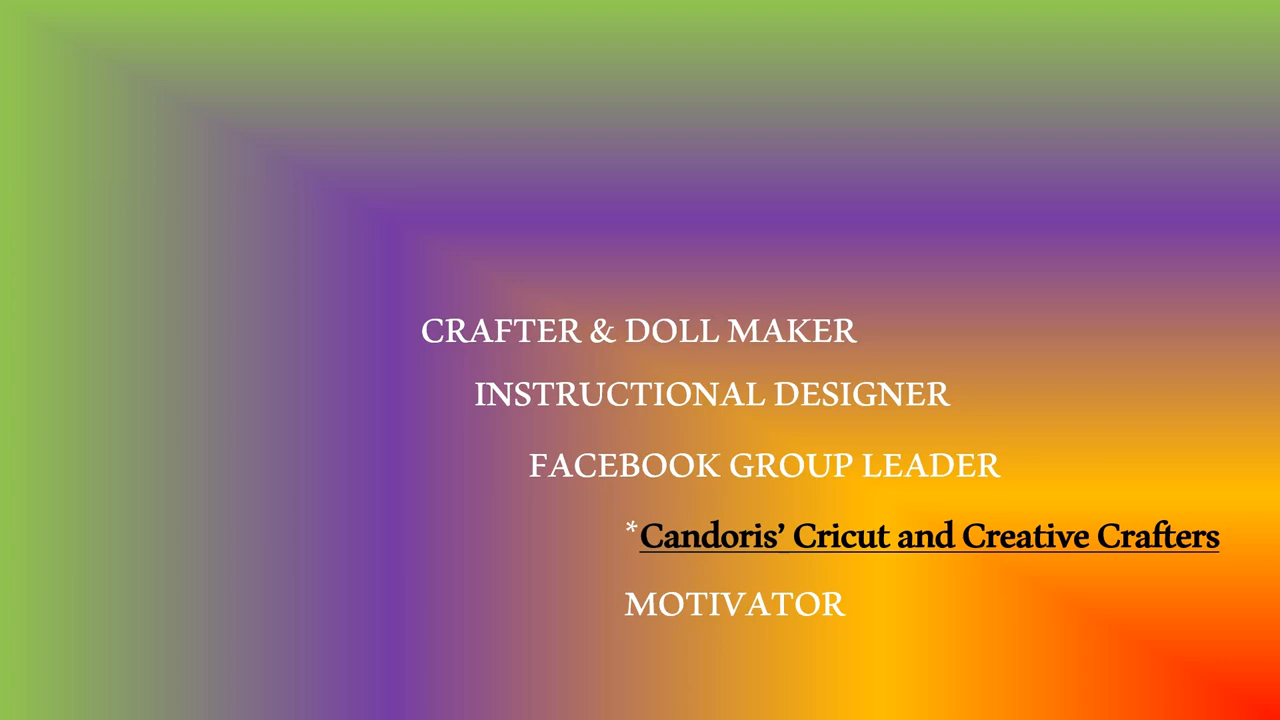 CRAFTER & DOLL MAKER
INSTRUCTIONAL DESIGNER
FACEBOOK GROUP LEADER
*Candoris’ Cricut and Creative Crafters
MOTIVATOR